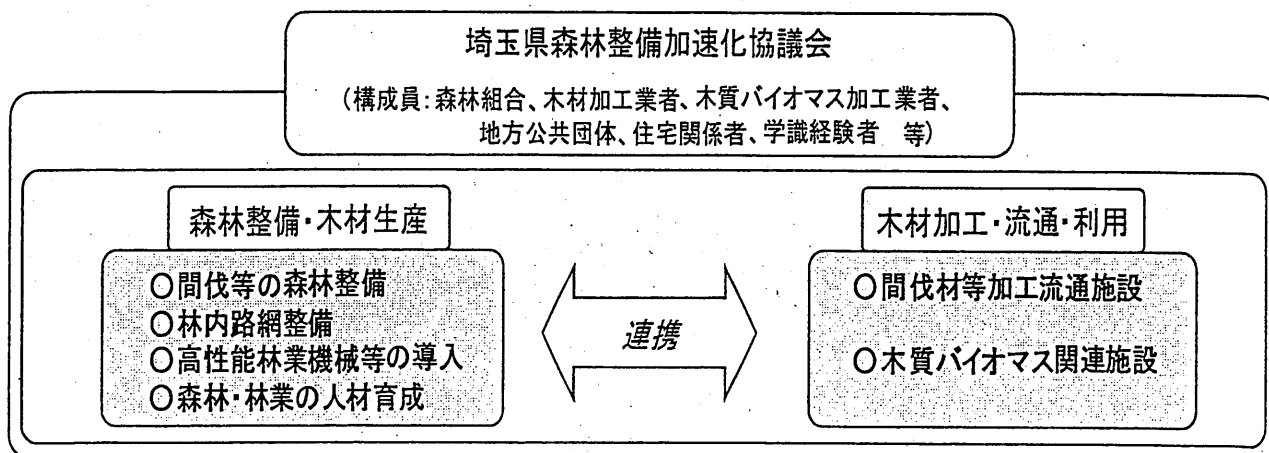 埼玉県森林整備加速化協議会
(構成員:森林組合、木材加工業者、木質バイオマス加工業者、
地方公共団体、住宅関係者、学識経験者 等)
森林整備・木材生産
○間伐等の森林整備
○林内路網整備
○高性能林業機械等の導入
○森林・林業の人材育成
連携
木材加工・流通・利用
○間伐材等加工流通施設
○木質バイオマス関連施設